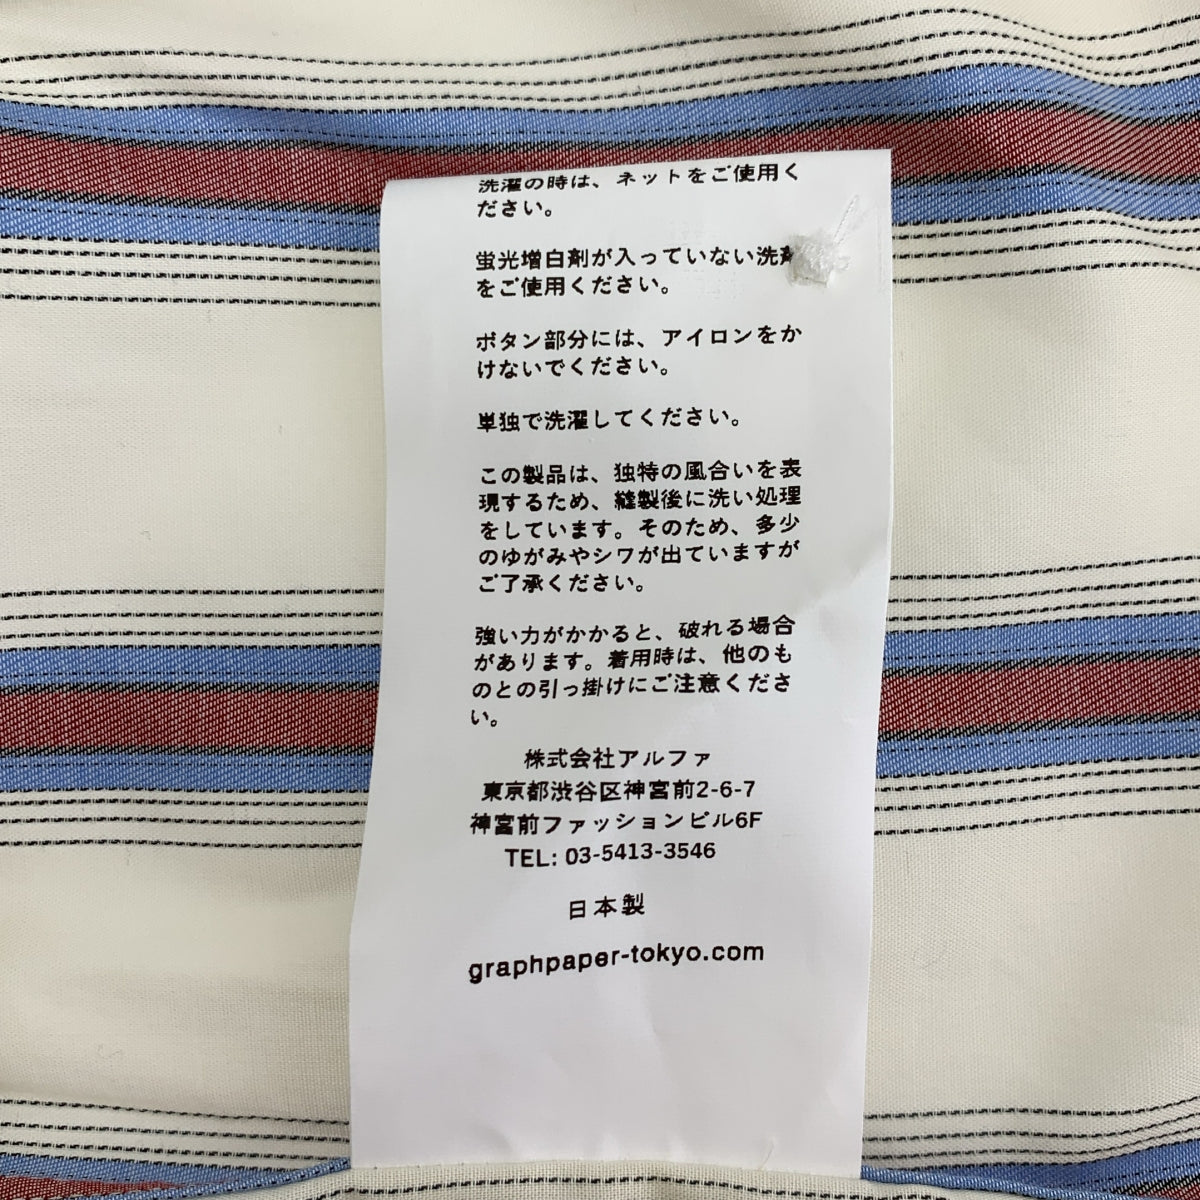 洗濯の時は、ネットをご使用く
ださい。
蛍光増白剤が入っていない洗剤
をご使用ください。
ボタン部分には、アイロンをか
けないでください。
単独で洗濯してください。
この製品は、独特の風合いを表
現するため、縫製後に洗い処理
をしています。そのため、多少
のゆがみやシワが出ていますが
ご了承ください。
強い力がかかると、破れる場合
があります。着用時は、他のも
のとの引っ掛けにご注意くださ
い。
株式会社アルファ
東京都渋谷区神宮前2-6-7
神宮前ファッションビル6F
TEL: 03-5413-3546
日本製
graphpaper-tokyo.com